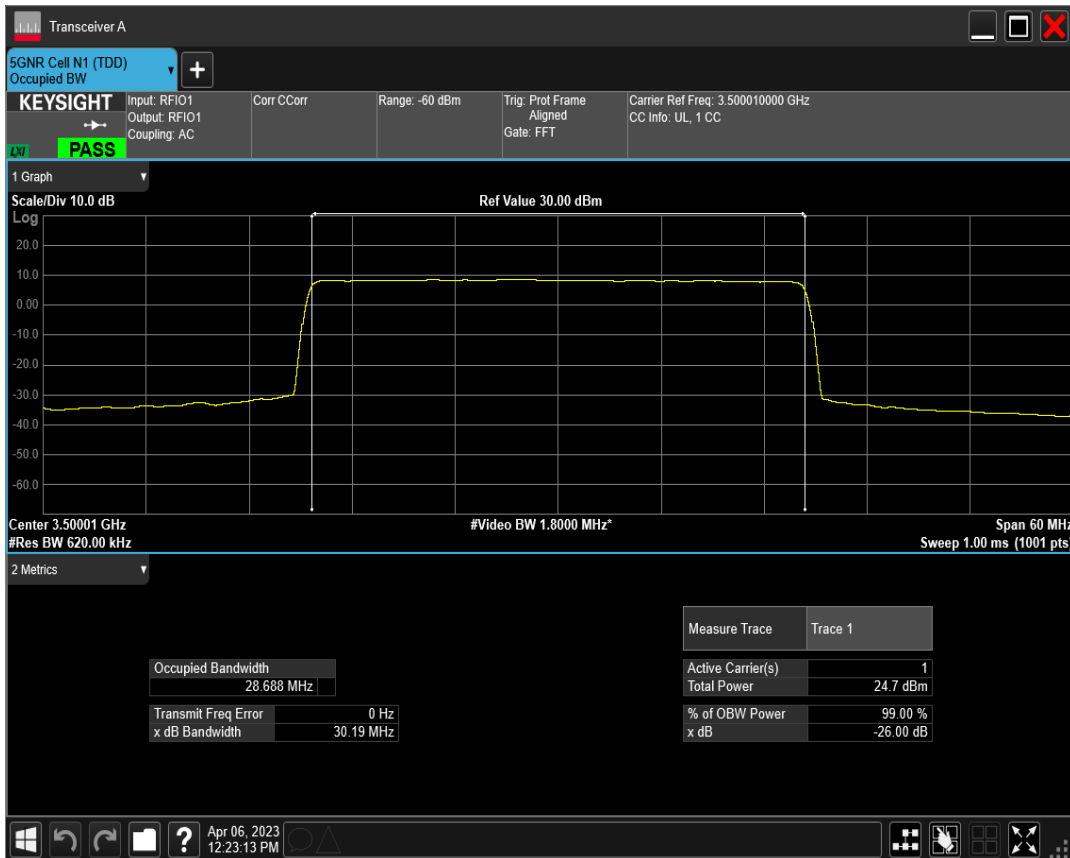 Transceiver A
5GNR Cell N1 (TDD)
Occupied BW
KEYSIGHT
LXI
PASS
Input: RFIO1
Output: RFIO1
Coupling: AC
Corr CCorr
Range: -60 dBm
Trig: Prot Frame
Aligned
Gate: FFT
Carrier Ref Freq: 3.500010000 GHz
CC Info: UL, 1 CC
1 Graph
Scale/Div 10.0 dB
Ref Value 30.00 dBm
Log
20.0
10.0
0.00
-10.0
-20.0
-30.0
-40.0
-50.0
-60.0
Center 3.50001 GHz
#Video BW 1.8000 MHz*
Span 60 MHz
#Res BW 620.00 kHz
Sweep 1.00 ms (1001 pts)
2 Metrics
Measure Trace Trace 1
Occupied Bandwidth
28.688 MHz
Active Carrier(s) 1
Total Power 24.7 dBm
Transmit Freq Error 0 Hz
x dB Bandwidth 30.19 MHz
% of OBW Power 99.00 %
x dB -26.00 dB
?
Apr 06, 2023
12:23:13 PM